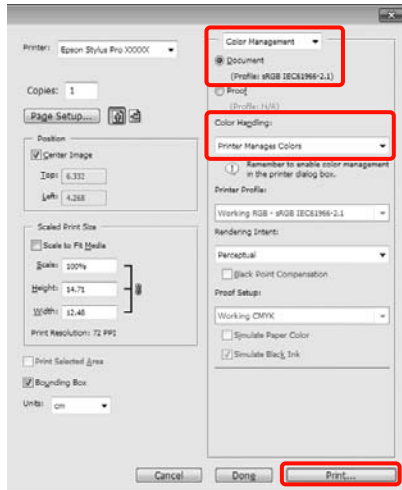 Printer: Epson Stylus Pro XXXXX
Copies: 1
Page Setup...
Position
Center Image
Top: 6.332
Left: 4.268
Scaled Print Size
Scale to Fit Media
Scale: 100%
Height: 14.71
Width: 12.48
Print Resolution: 72 PPI
Print Selected Area
Bounding Box
Units: cm
Color Management
Document
(Profile: sRGB IEC61966-2.1)
Proof
(Profile: N/A)
Color Handling:
Printer Manages Colors
Remember to enable color management
in the printer dialog box.
Printer Profile:
Working RGB - sRGB IEC61966-2.1
Rendering Intent:
Perceptual
Black Point Compensation
Proof Setup:
Working CMYK
Simulate Paper Color
Simulate Black Ink
Cancel
Done
Print...